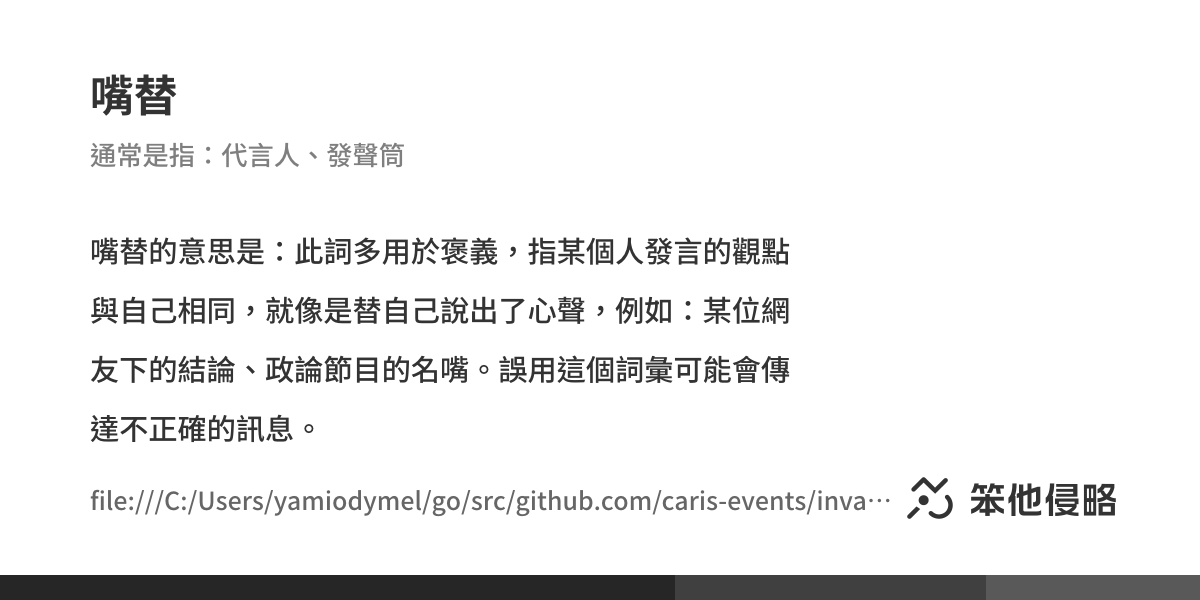 嘴替
通常是指：代言人、發聲筒
嘴替的意思是：此詞多用於褒義，指某個人發言的觀點
與自己相同，就像是替自己說出了心聲，例如：某位網
友下的結論、政論節目的名嘴。誤用這個詞彙可能會傳
達不正確的訊息。
file:///C:/Users/yamiodymel/go/src/github.com/caris-events/inva…
笨他侵略